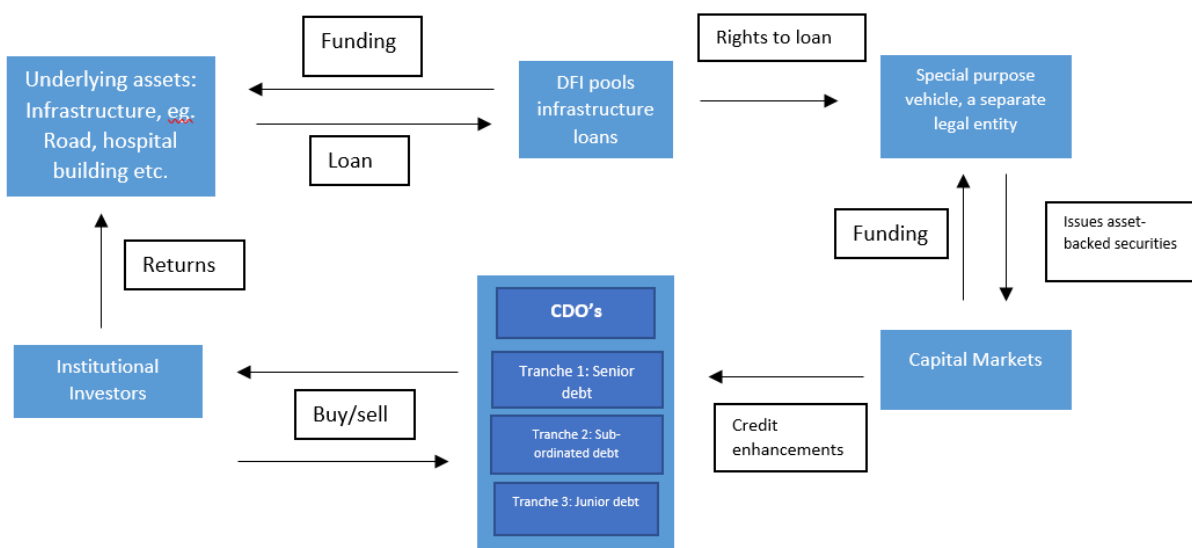 Funding
Rights to loan
Underlying assets:
Infrastructure, eg.
Road, hospital
building etc.
DFI pools
infrastructure
loans
Special purpose
vehicle, a separate
legal entity
Loan
Returns
Funding
Issues asset-
backed securities
CDO’s
Institutional
Investors
Tranche 1: Senior
debt
Capital Markets
Buy/sell
Tranche 2: Sub-
ordinated debt
Credit
enhancements
Tranche 3: Junior debt